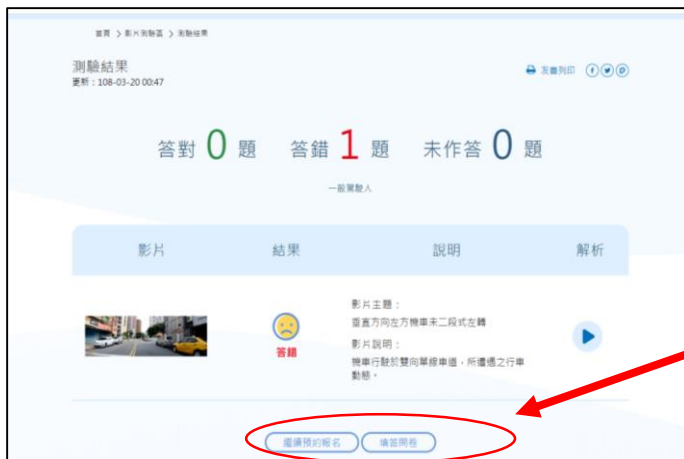 首頁 > 影片測驗區 > 測驗結果
測驗結果
更新：108-03-20 00:47
友善列印
答對 0 題 答錯 1 題 未作答 0 題
一般駕駛人
影片 結果 說明 解析
影片主題：
垂直方向左方機車未二段式左轉
影片說明：
機車行駛於雙向單線車道，所遭遇之行車
動態。
答錯
繼續預約報名 填答問卷